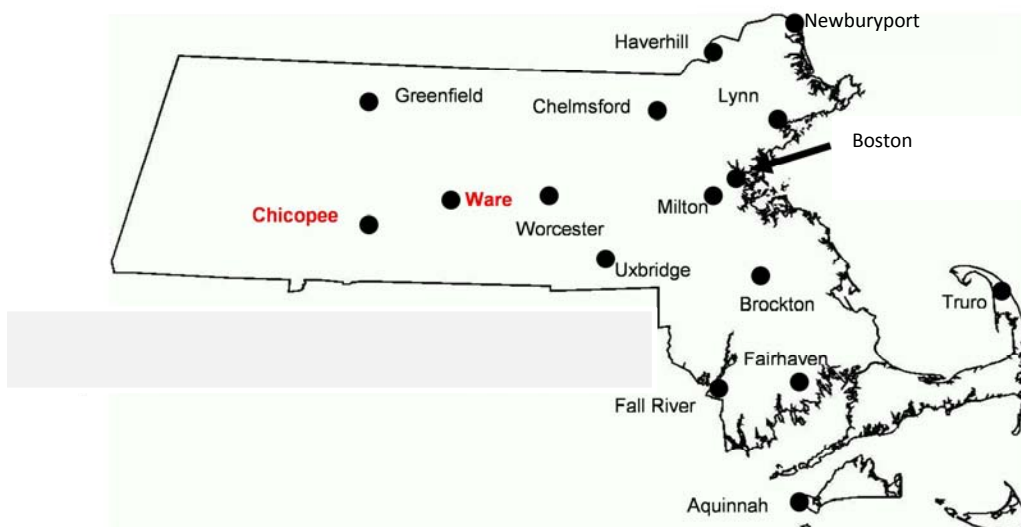 Newburyport
Haverhill
Greenfield
Chelmsford
Lynn
Boston
Chicopee
Ware
Worcester
Milton
Uxbridge
Brockton
Truro
Fairhaven
Fall River
Aquinnah